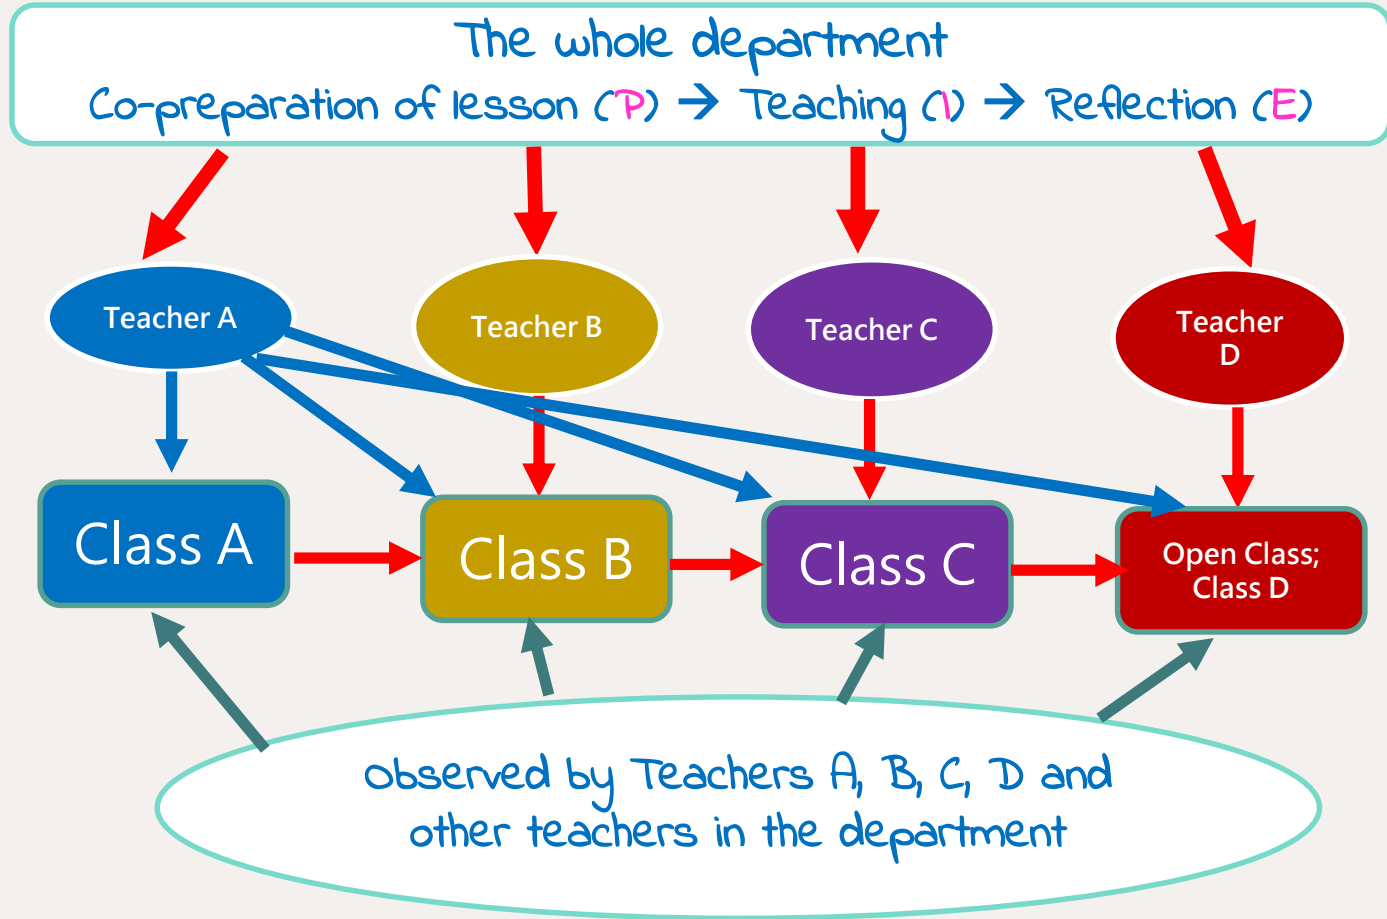 The whole department
Co-preparation of lesson (P) → Teaching (I) → Reflection (E)
Teacher A
Teacher B
Teacher C
Teacher
D
Class A
Class B
Class C
Open Class;
Class D
Observed by Teachers A, B, C, D and
other teachers in the department